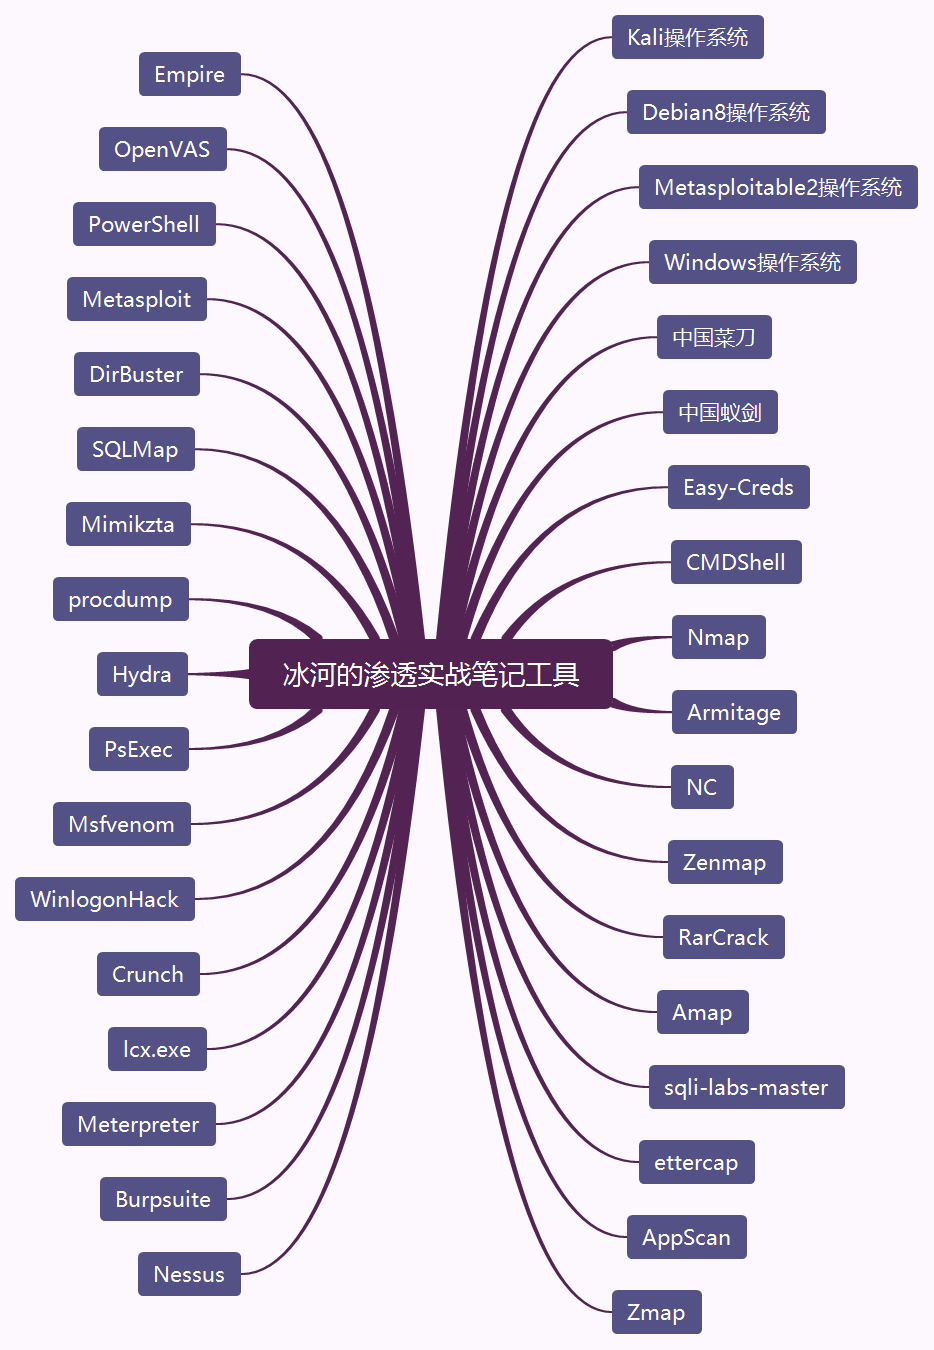 冰河的渗透实战笔记工具
Kali操作系统
Debian8操作系统
Metasploitable2操作系统
Windows操作系统
中国菜刀
中国蚁剑
Easy-Creds
CMDShell
Nmap
Armitage
NC
Zenmap
RarCrack
Amap
sqli-labs-master
ettercap
AppScan
Zmap
Empire
OpenVAS
PowerShell
Metasploit
DirBuster
SQLMap
Mimikzta
procdump
Hydra
PsExec
Msfvenom
WinlogonHack
Crunch
lcx.exe
Meterpreter
Burpsuite
Nessus